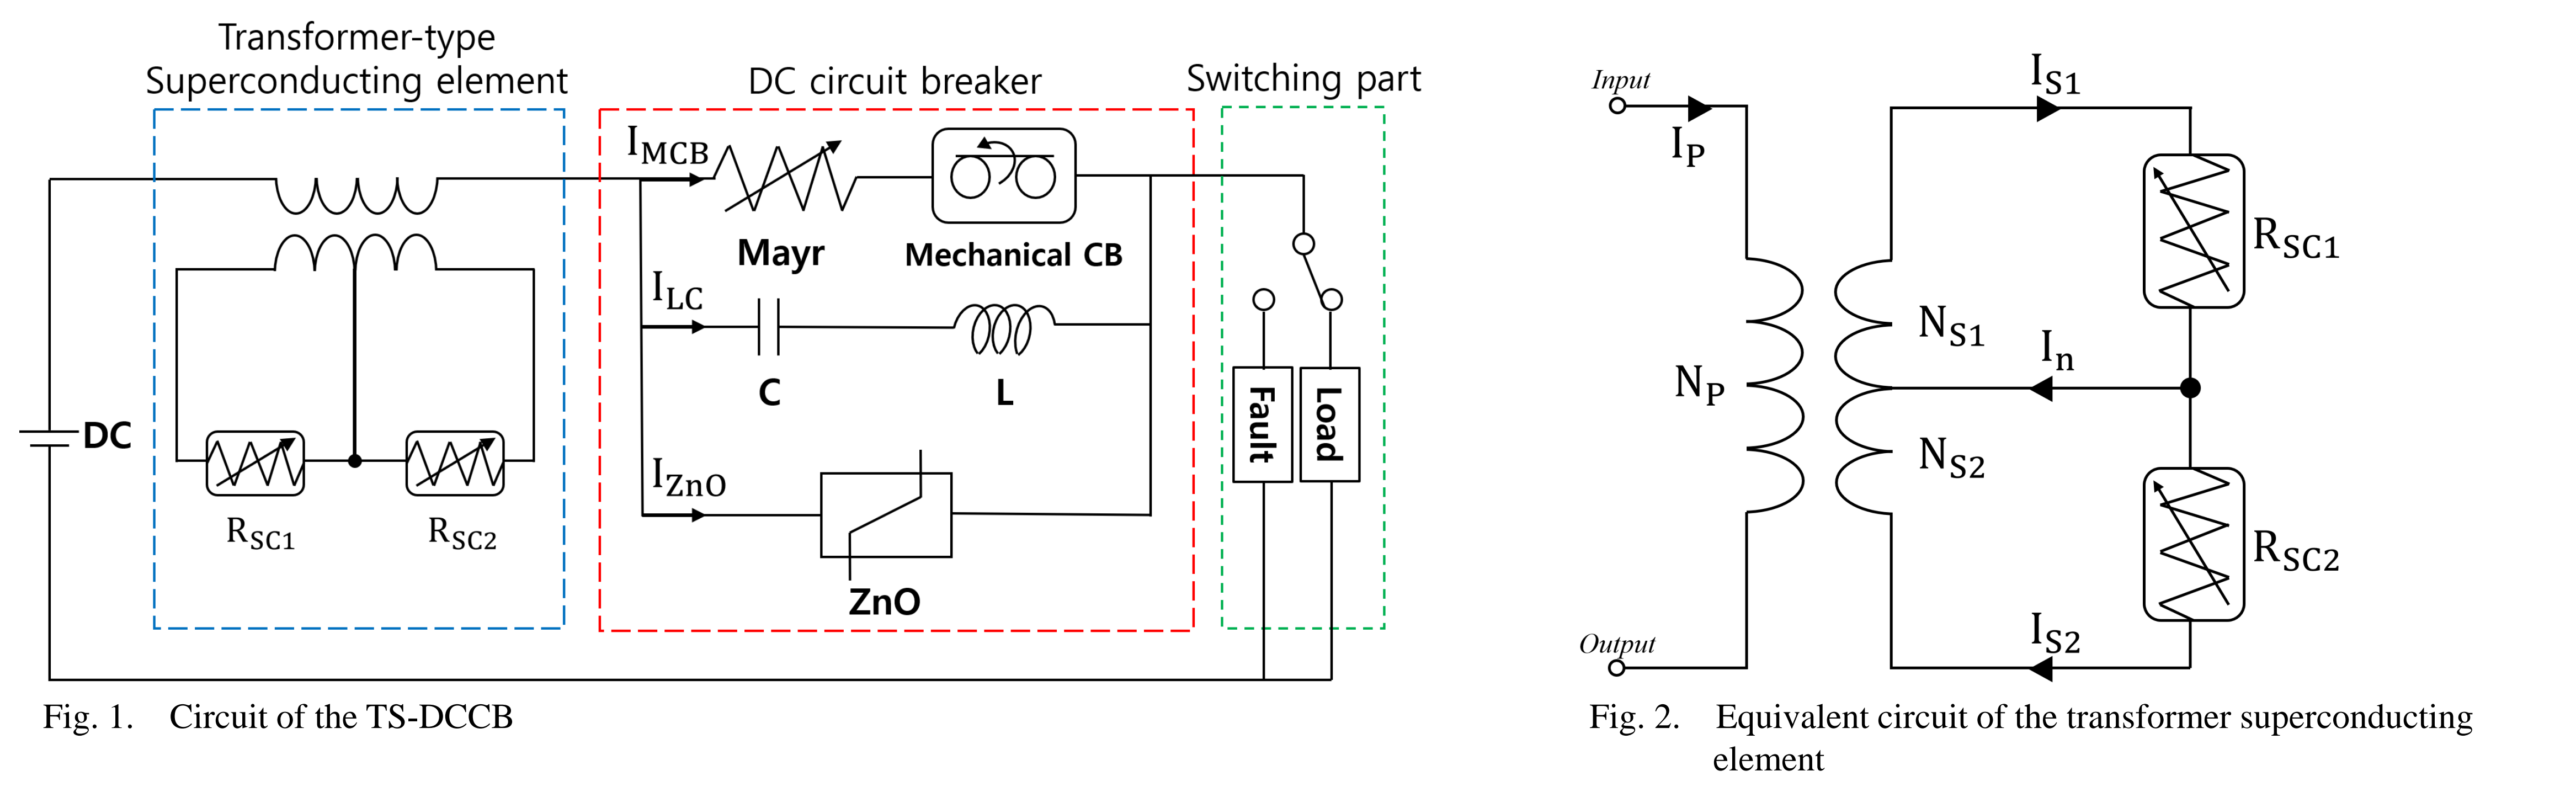 Transformer-type
Superconducting element
DC circuit breaker
Switching part
I_MCB
Mayr
Mechanical CB
I_LC
C
L
I_ZnO
ZnO
DC
R_SC1
R_SC2
Fault
Load
Fig. 1. Circuit of the TS-DCCB
Input
I_P
I_S1
R_SC1
N_S1
I_n
N_P
N_S2
R_SC2
I_S2
Output
Fig. 2. Equivalent circuit of the transformer superconducting
element